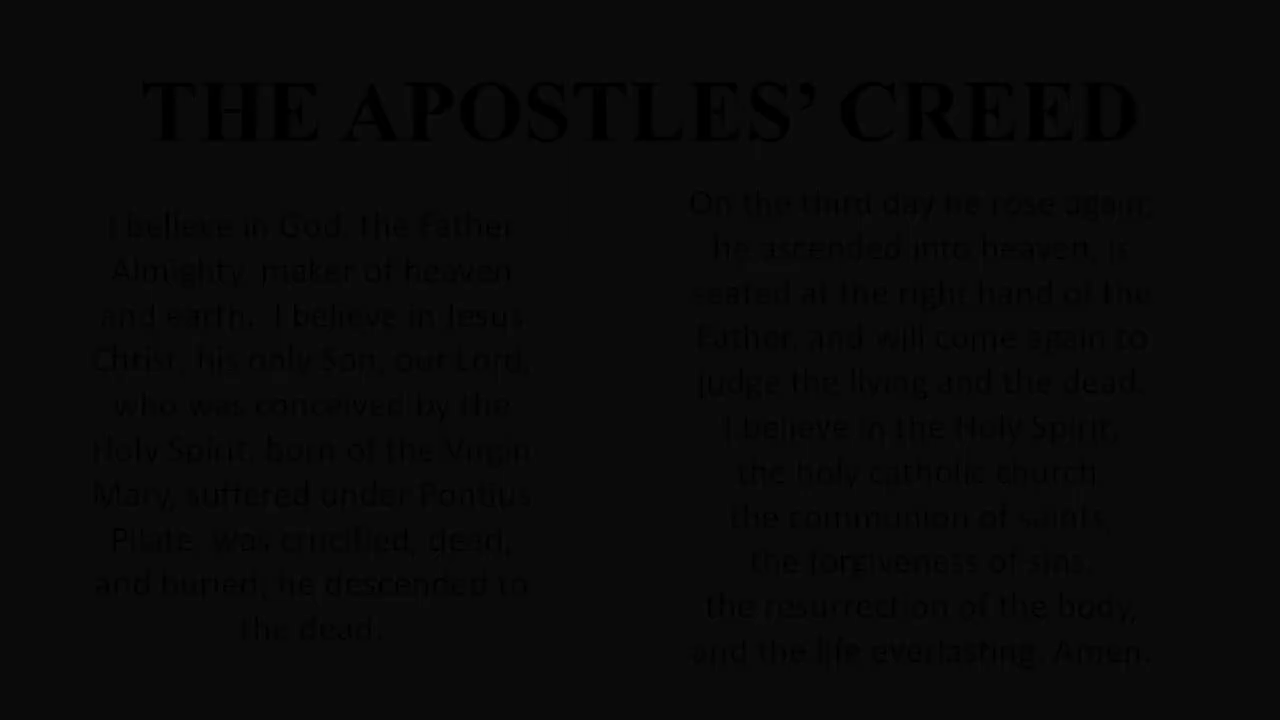 THE APOSTLES’ CREED
I believe in God, the Father
Almighty, maker of heaven
and earth. I believe in Jesus
Christ, his only Son, our Lord,
who was conceived by the
Holy Spirit, born of the Virgin
Mary, suffered under Pontius
Pilate, was crucified, dead,
and buried; he descended to
the dead.
On the third day he rose again;
he ascended into heaven, is
seated at the right hand of the
Father, and will come again to
judge the living and the dead.
I believe in the Holy Spirit,
the holy catholic church,
the communion of saints,
the forgiveness of sins,
the resurrection of the body,
and the life everlasting. Amen.